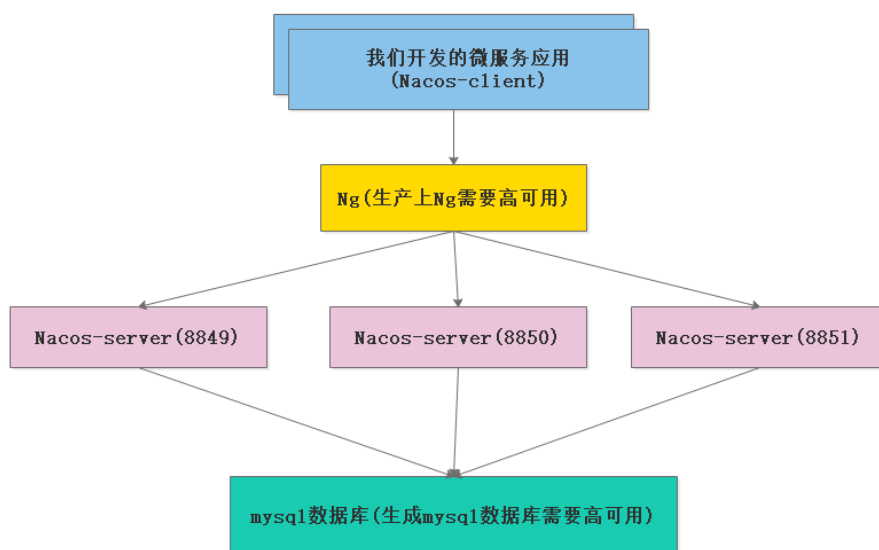 我们开发的微服务应用
(Nacos-client)
Ng(生产上Ng需要高可用)
Nacos-server(8849)
Nacos-server(8850)
Nacos-server(8851)
mysql数据库(生成mysql数据库需要高可用)